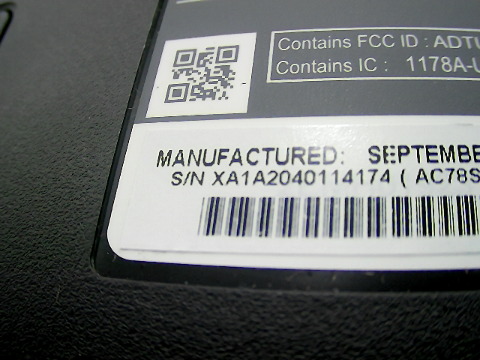 Contains FCC ID : ADTU
Contains IC : 1178A-U
MANUFACTURED: SEPTEMBE
S/N XA1A2040114174 ( AC78S